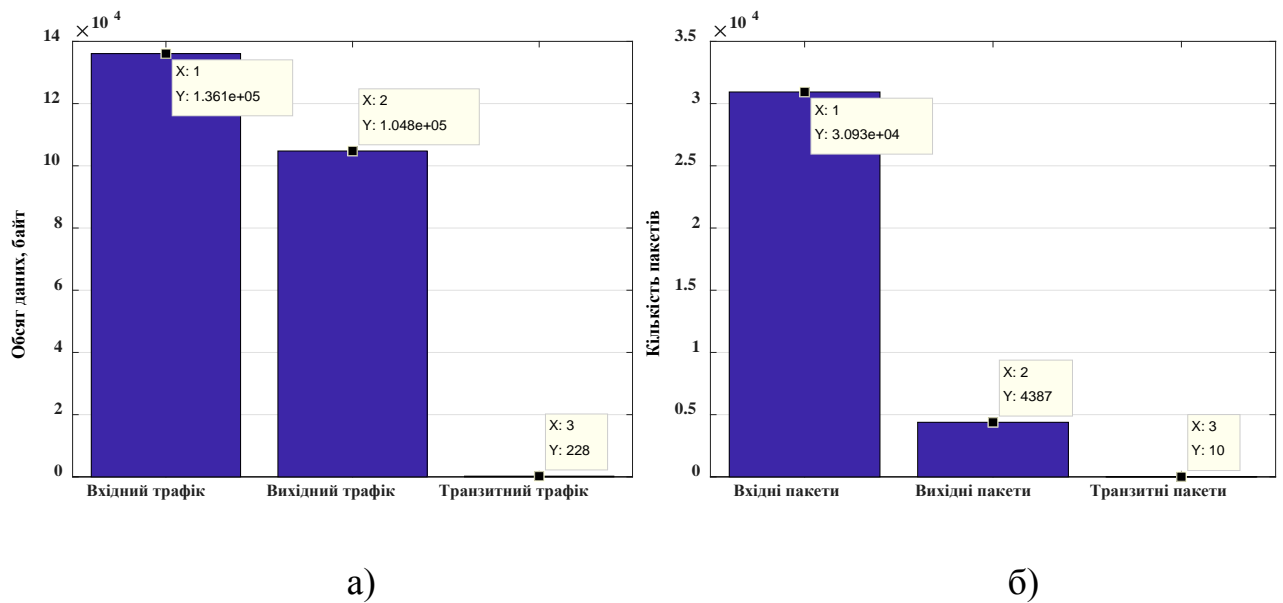 × 10 4
14
12
10
8
6
4
2
0
Обсяг даних, байт
X: 1
Y: 1.361e+05
X: 2
Y: 1.048e+05
X: 3
Y: 228
Вхідний трафік
Вихідний трафік
Транзитний трафік
а)
× 10 4
3.5
3
2.5
2
1.5
1
0.5
0
Кількість пакетів
X: 1
Y: 3.093e+04
X: 2
Y: 4387
X: 3
Y: 10
Вхідні пакети
Вихідні пакети
Транзитні пакети
б)